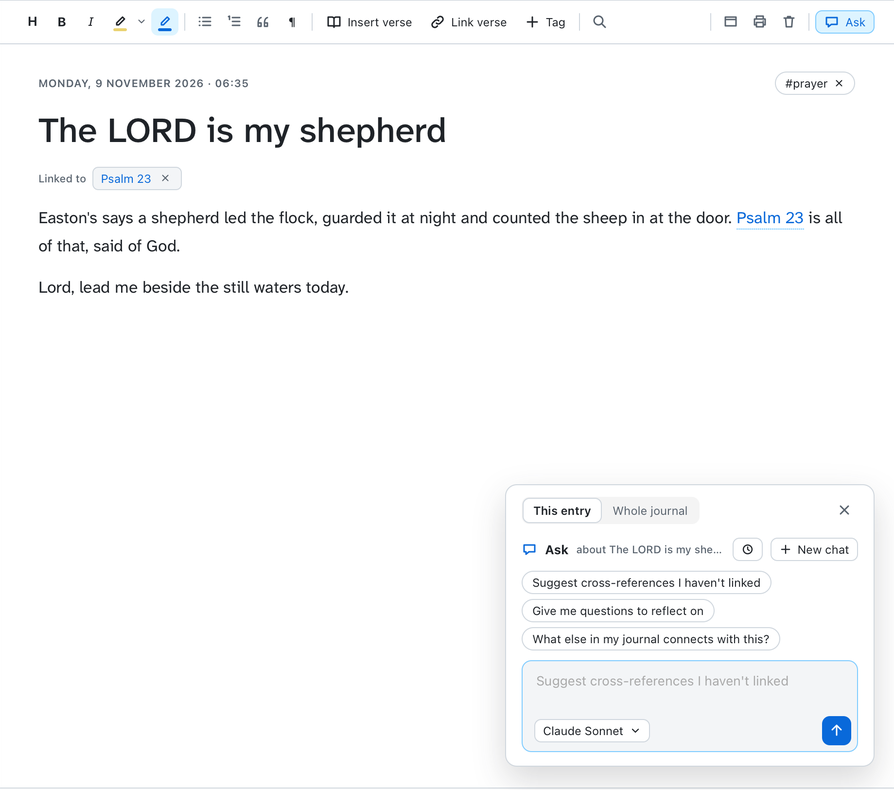 H B I ¶ Insert verse Link verse Tag Ask
MONDAY, 9 NOVEMBER 2026 · 06:35
#prayer ×
The LORD is my shepherd
Linked to Psalm 23 ×
Easton's says a shepherd led the flock, guarded it at night and counted the sheep in at the door. Psalm 23 is all
of that, said of God.
Lord, lead me beside the still waters today.
This entry Whole journal
Ask about The LORD is my she... New chat
Suggest cross-references I haven't linked
Give me questions to reflect on
What else in my journal connects with this?
Suggest cross-references I haven't linked
Claude Sonnet